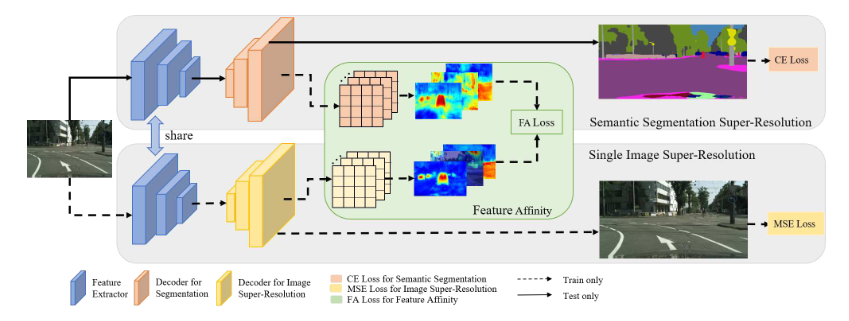 CE Loss
FA Loss
Semantic Segmentation Super-Resolution
share
Single Image Super-Resolution
Feature Affinity
MSE Loss
Feature
Extractor
Decoder for
Segmentation
Decoder for Image
Super-Resolution
CE Loss for Semantic Segmentation
MSE Loss for Image Super-Resolution
FA Loss for Feature Affinity
Train only
Test only